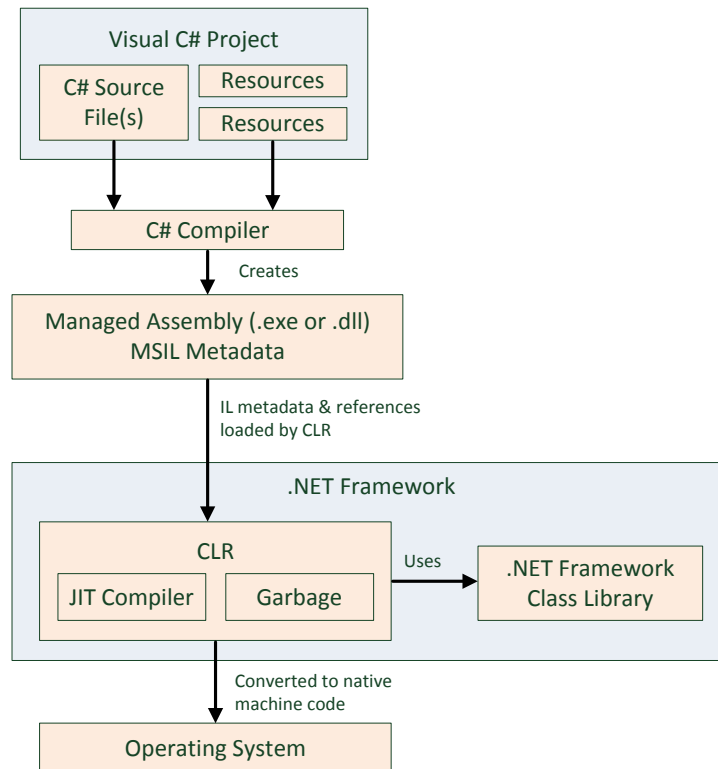 Visual C# Project
C# Source
File(s)
Resources
Resources
C# Compiler
Creates
Managed Assembly (.exe or .dll)
MSIL Metadata
IL metadata & references
loaded by CLR
.NET Framework
CLR
JIT Compiler
Garbage
Uses
.NET Framework
Class Library
Converted to native
machine code
Operating System